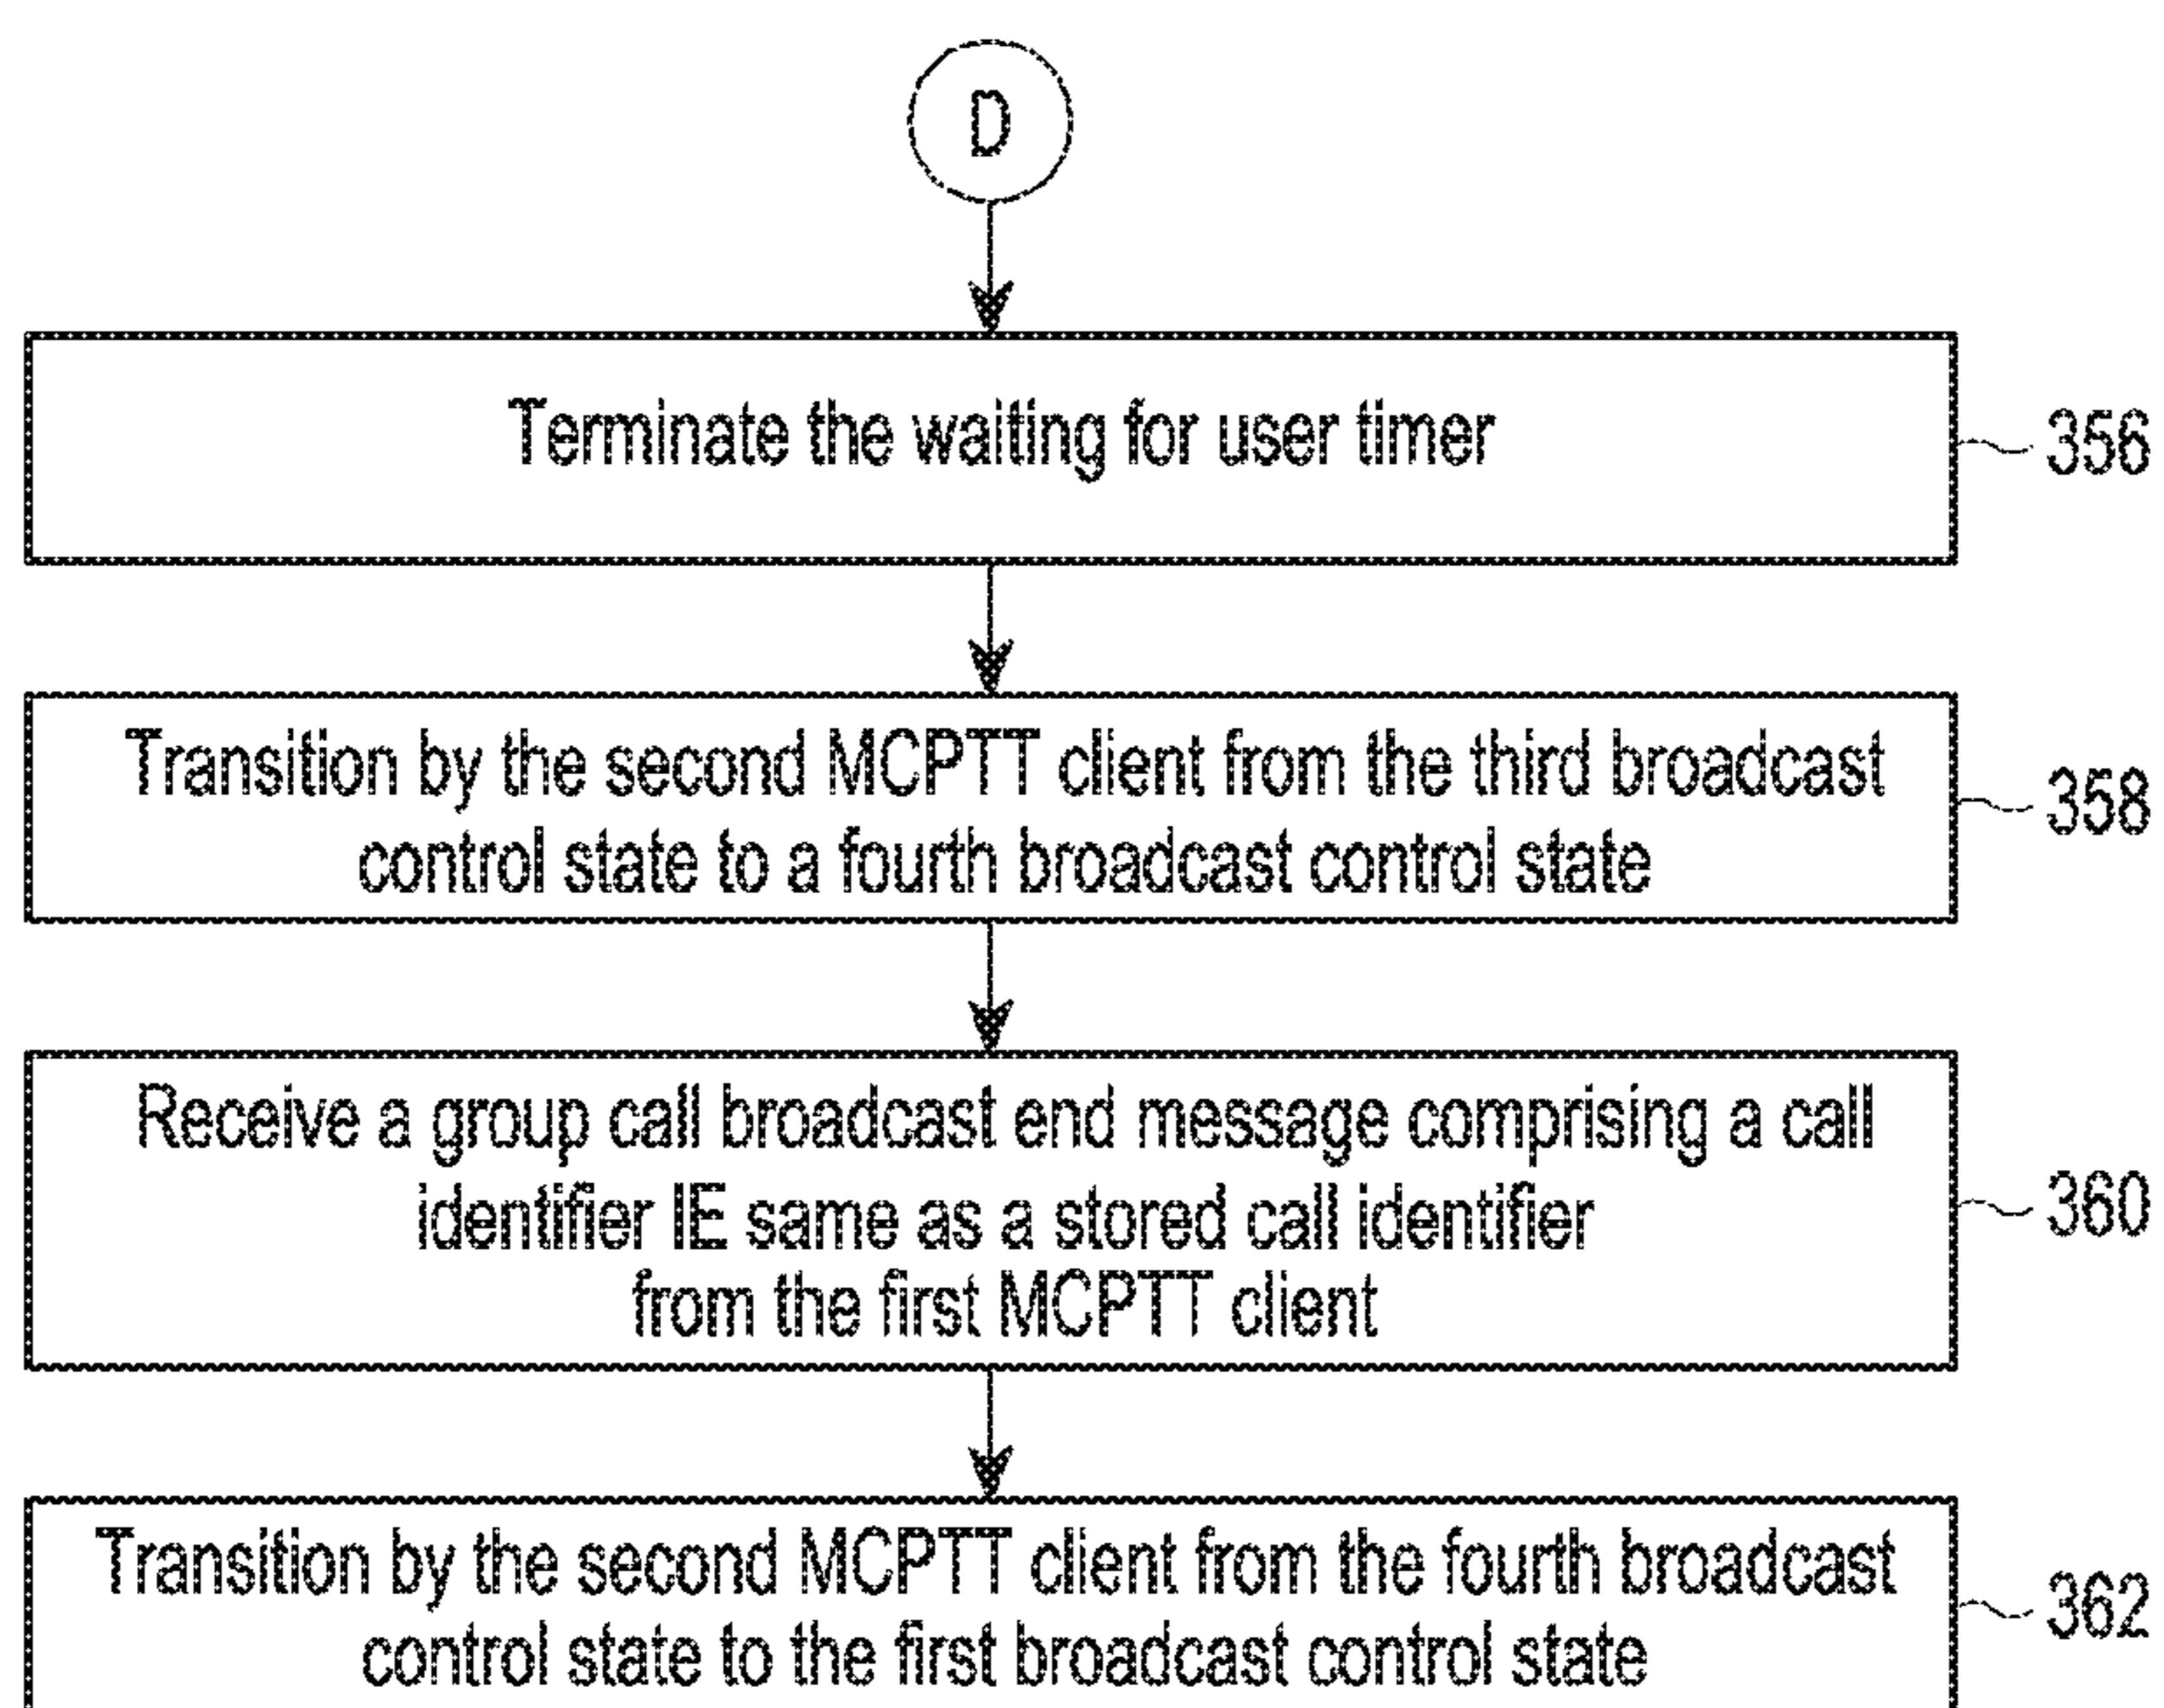 D
Terminate the waiting for user timer
356
Transition by the second MCPTT client from the third broadcast
control state to a fourth broadcast control state
358
Receive a group call broadcast end message comprising a call
identifier IE same as a stored call identifier
from the first MCPTT client
360
Transition by the second MCPTT client from the fourth broadcast
control state to the first broadcast control state
362